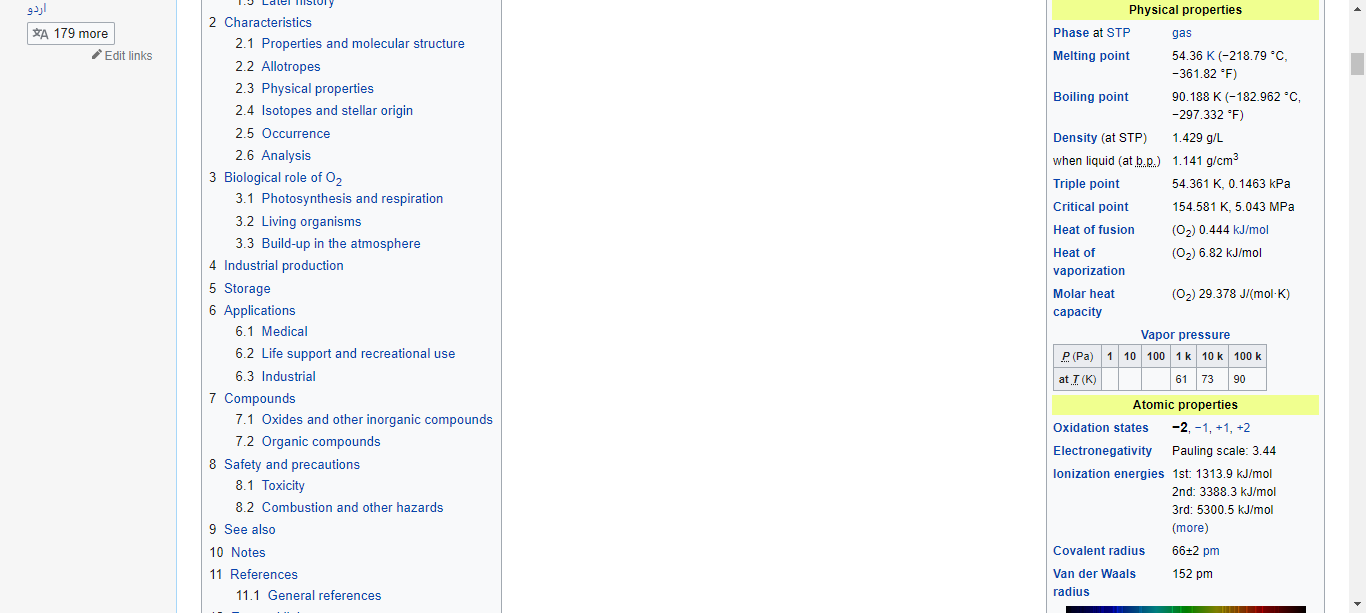 اردو
179 more
Edit links
1.5 Later history
2 Characteristics
2.1 Properties and molecular structure
2.2 Allotropes
2.3 Physical properties
2.4 Isotopes and stellar origin
2.5 Occurrence
2.6 Analysis
3 Biological role of O2
3.1 Photosynthesis and respiration
3.2 Living organisms
3.3 Build-up in the atmosphere
4 Industrial production
5 Storage
6 Applications
6.1 Medical
6.2 Life support and recreational use
6.3 Industrial
7 Compounds
7.1 Oxides and other inorganic compounds
7.2 Organic compounds
8 Safety and precautions
8.1 Toxicity
8.2 Combustion and other hazards
9 See also
10 Notes
11 References
11.1 General references
Physical properties
Phase at STP gas
Melting point 54.36 K (−218.79 °C,
−361.82 °F)
Boiling point 90.188 K (−182.962 °C,
−297.332 °F)
Density (at STP) 1.429 g/L
when liquid (at b.p.) 1.141 g/cm3
Triple point 54.361 K, 0.1463 kPa
Critical point 154.581 K, 5.043 MPa
Heat of fusion (O2) 0.444 kJ/mol
Heat of (O2) 6.82 kJ/mol
vaporization
Molar heat (O2) 29.378 J/(mol·K)
capacity
Vapor pressure
P (Pa) 1 10 100 1 k 10 k 100 k
at T (K) 61 73 90
Atomic properties
Oxidation states −2, −1, +1, +2
Electronegativity Pauling scale: 3.44
Ionization energies 1st: 1313.9 kJ/mol
2nd: 3388.3 kJ/mol
3rd: 5300.5 kJ/mol
(more)
Covalent radius 66±2 pm
Van der Waals 152 pm
radius